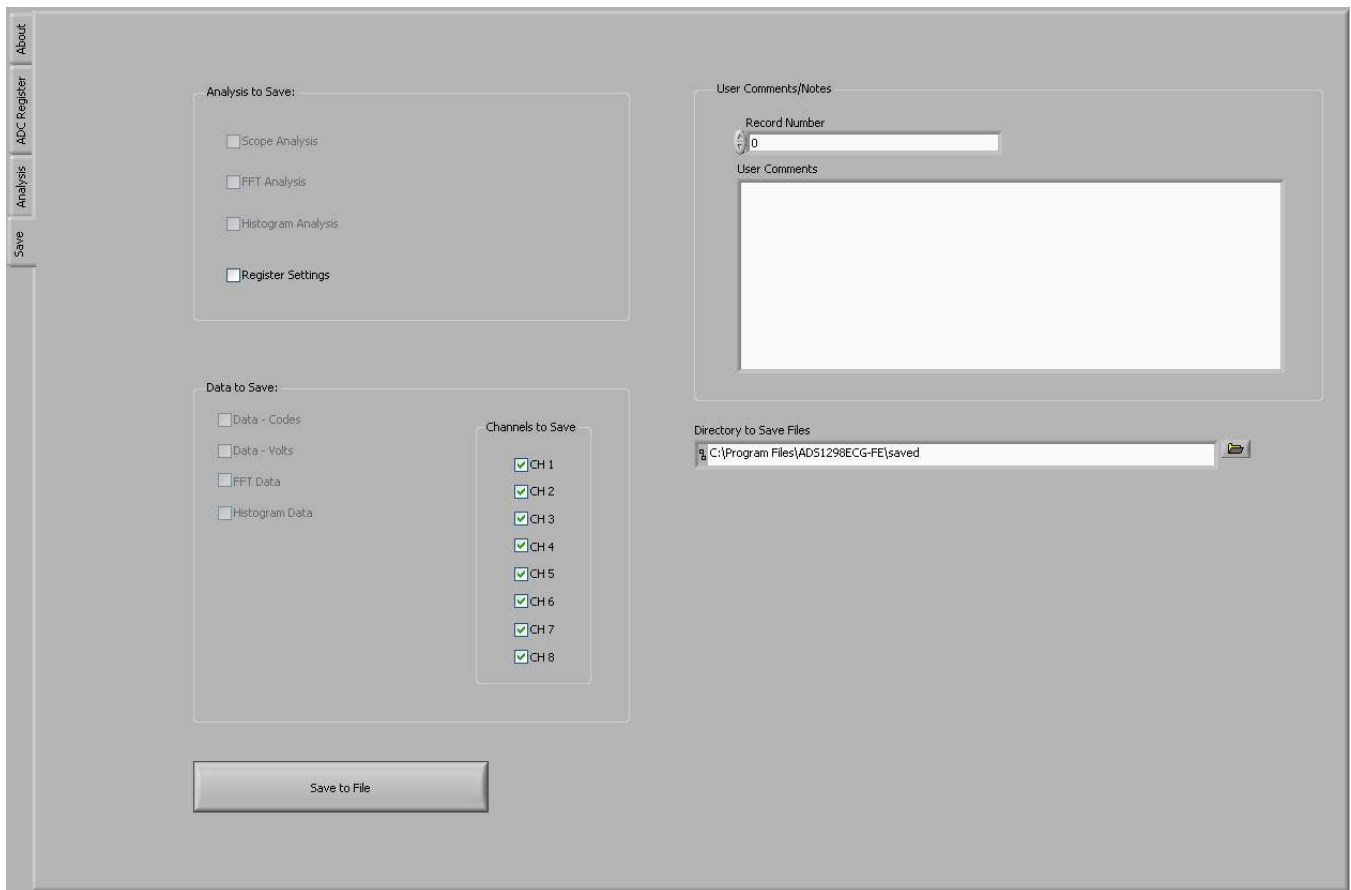 About
ADC Register
Analysis
Save
Analysis to Save:
Scope Analysis
FFT Analysis
Histogram Analysis
Register Settings
Data to Save:
Data - Codes
Data - Volts
FFT Data
Histogram Data
Channels to Save
CH 1
CH 2
CH 3
CH 4
CH 5
CH 6
CH 7
CH 8
Save to File
User Comments/Notes
Record Number
0
User Comments
Directory to Save Files
C:\Program Files\ADS1298ECG-FE\saved